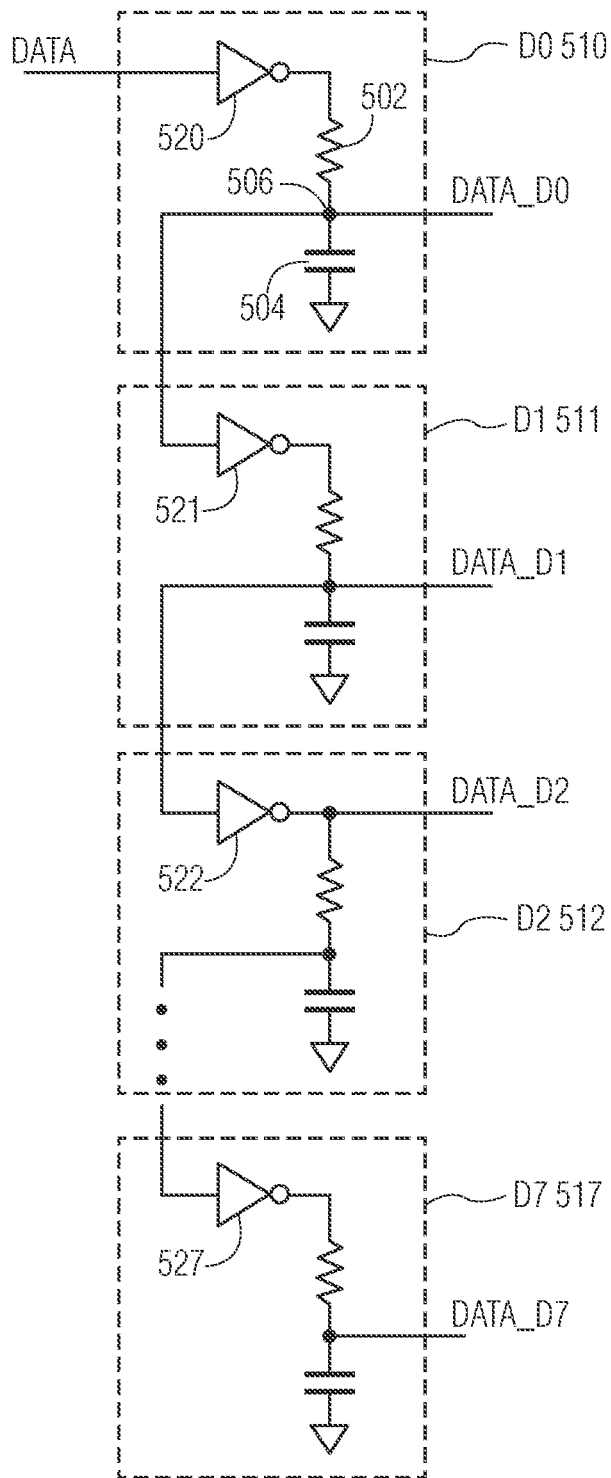 DATA
D0 510
520
502
506
DATA_D0
504
D1 511
521
DATA_D1
DATA_D2
522
D2 512
D7 517
527
DATA_D7